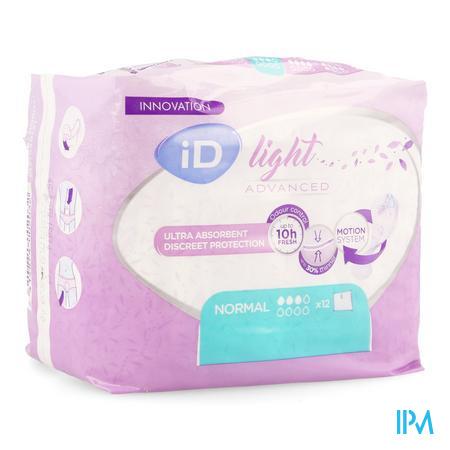 INNOVATION
iD light
ADVANCED
ULTRA ABSORBENT
DISCREET PROTECTION
Odour control
up to
10h
FRESH
MOTION
SYSTEM
NORMAL x12
IPM